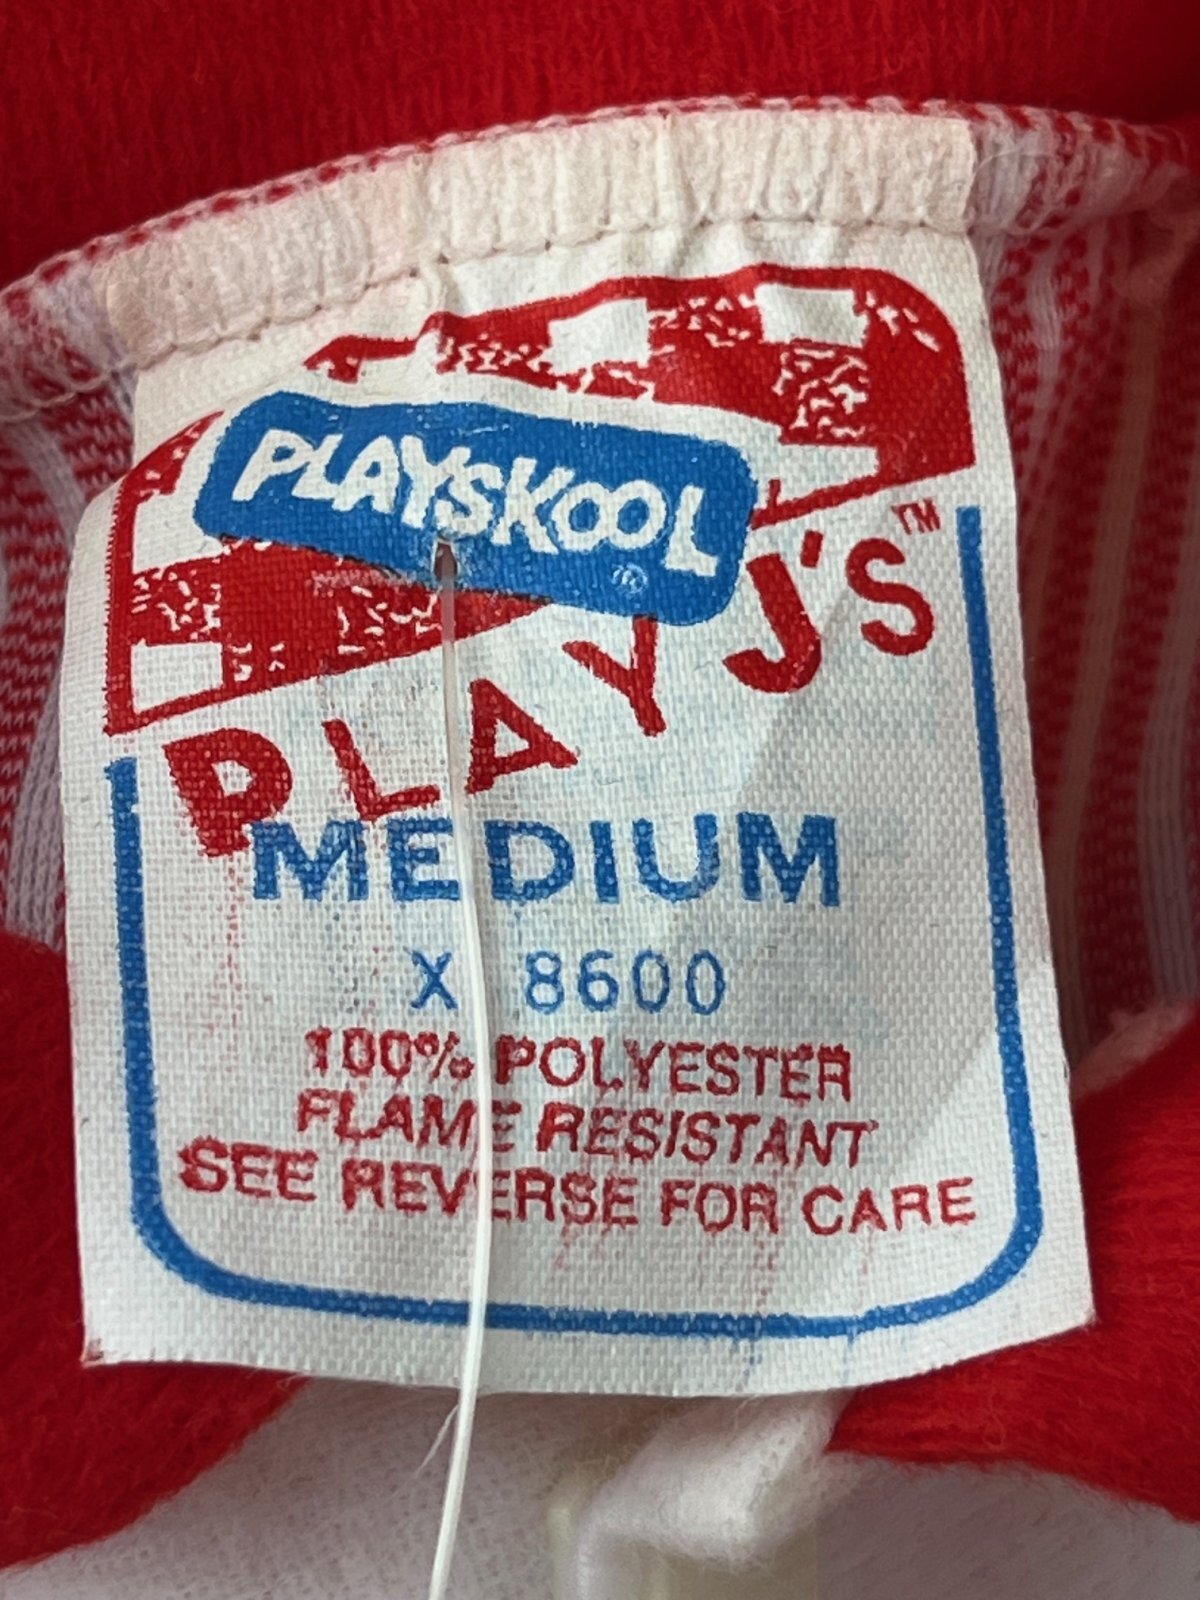 PLAYSKOOL®
PLAY J'S™
MEDIUM
X 8600
100% POLYESTER
FLAME RESISTANT
SEE REVERSE FOR CARE